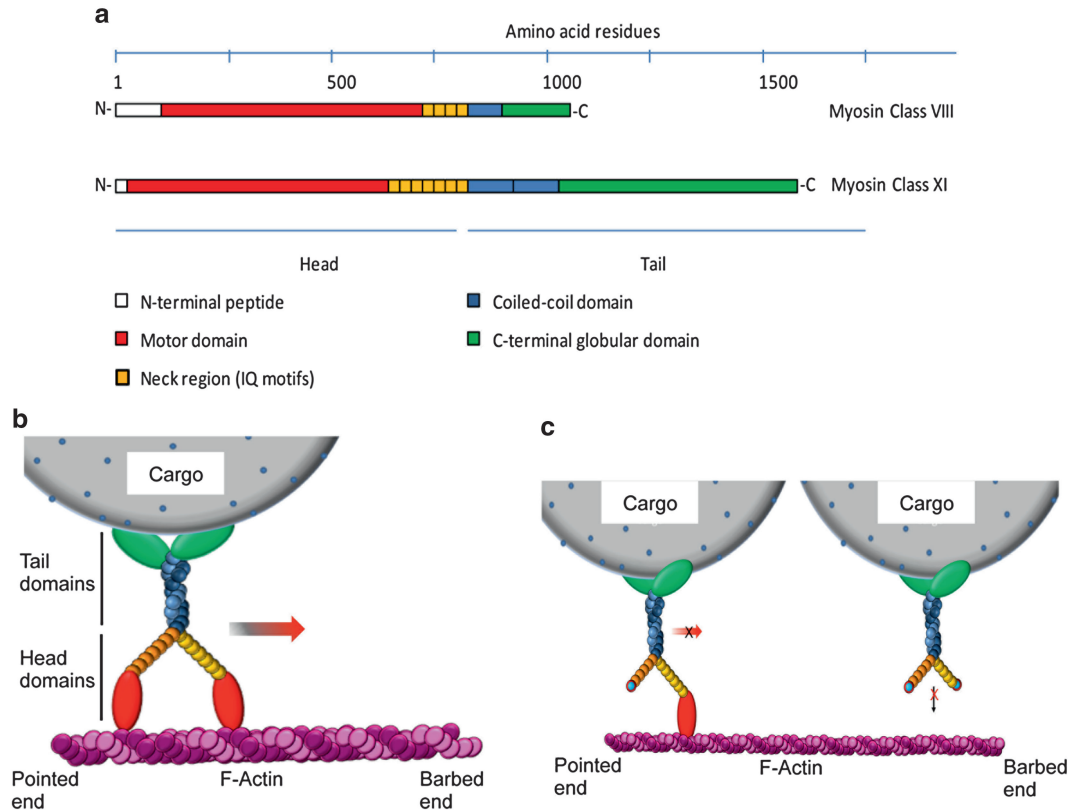 a
Amino acid residues
1 500 1000 1500
N- -C Myosin Class VIII
N- -C Myosin Class XI
Head Tail
N-terminal peptide
Motor domain
Neck region (IQ motifs)
Coiled-coil domain
C-terminal globular domain
b
Cargo
Tail
domains
Head
domains
Pointed
end
F-Actin
Barbed
end
c
Cargo
Cargo
x
x
Pointed
end
F-Actin
Barbed
end